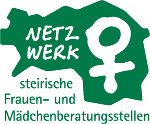 NETZ
WERK
steirische
Frauen- und
Mädchenberatungsstellen